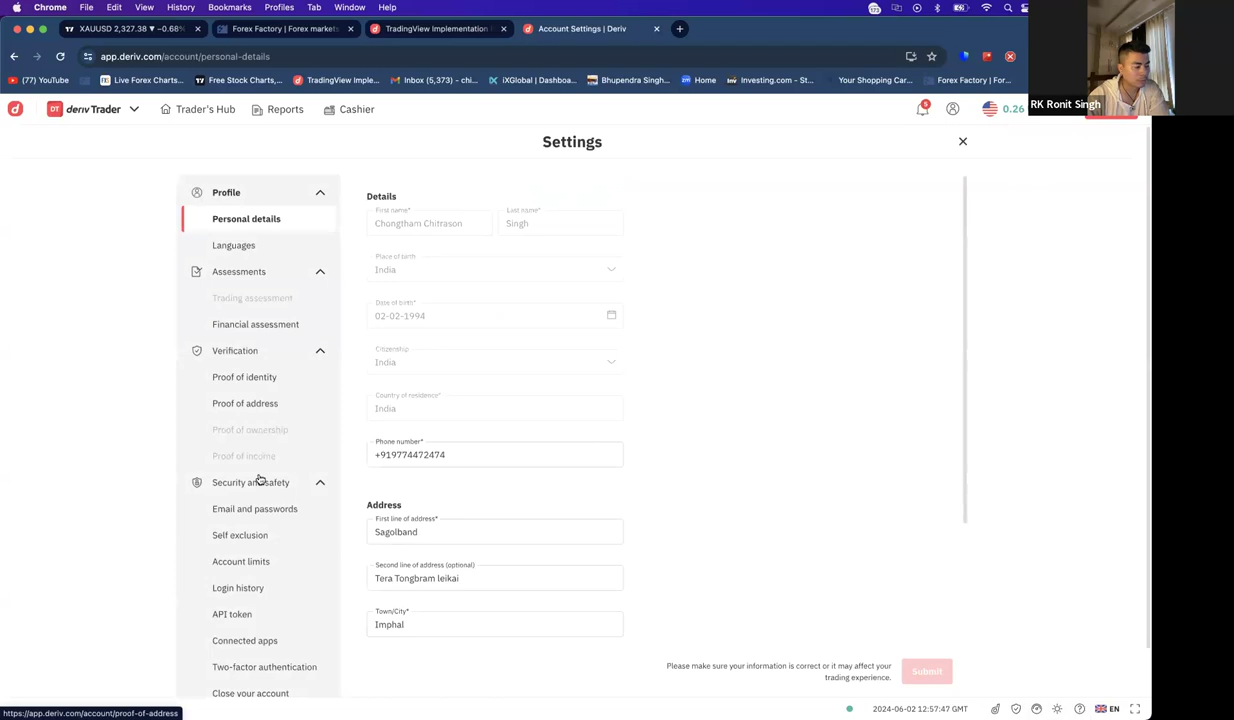 Chrome File Edit View History Bookmarks Profiles Tab Window Help
XAUUSD 2,327.38 ▼ −0.68%
Forex Factory | Forex markets
TradingView Implementation
Account Settings | Deriv
app.deriv.com/account/personal-details
(77) YouTube
Live Forex Charts...
Free Stock Charts,...
TradingView Imple...
Inbox (5,373) - chi...
iXGlobal | Dashboa...
Bhupendra Singh...
Home
Investing.com - St...
Your Shopping Car...
Forex Factory | For...
RK Ronit Singh
deriv Trader
Trader's Hub
Reports
Cashier
5
0.26
Settings
Profile
Personal details
Languages
Assessments
Trading assessment
Financial assessment
Verification
Proof of identity
Proof of address
Proof of ownership
Proof of income
Security and safety
Email and passwords
Self exclusion
Account limits
Login history
API token
Connected apps
Two-factor authentication
Close your account
Details
First name*
Chongtham Chitrason
Last name*
Singh
Place of birth
India
Date of birth*
02-02-1994
Citizenship
India
Country of residence*
India
Phone number*
+919774472474
Address
First line of address*
Sagolband
Second line of address (optional)
Tera Tongbram leikai
Town/City*
Imphal
Please make sure your information is correct or it may affect your
trading experience.
Submit
https://app.deriv.com/account/proof-of-address
2024-06-02 12:57:47 GMT
EN